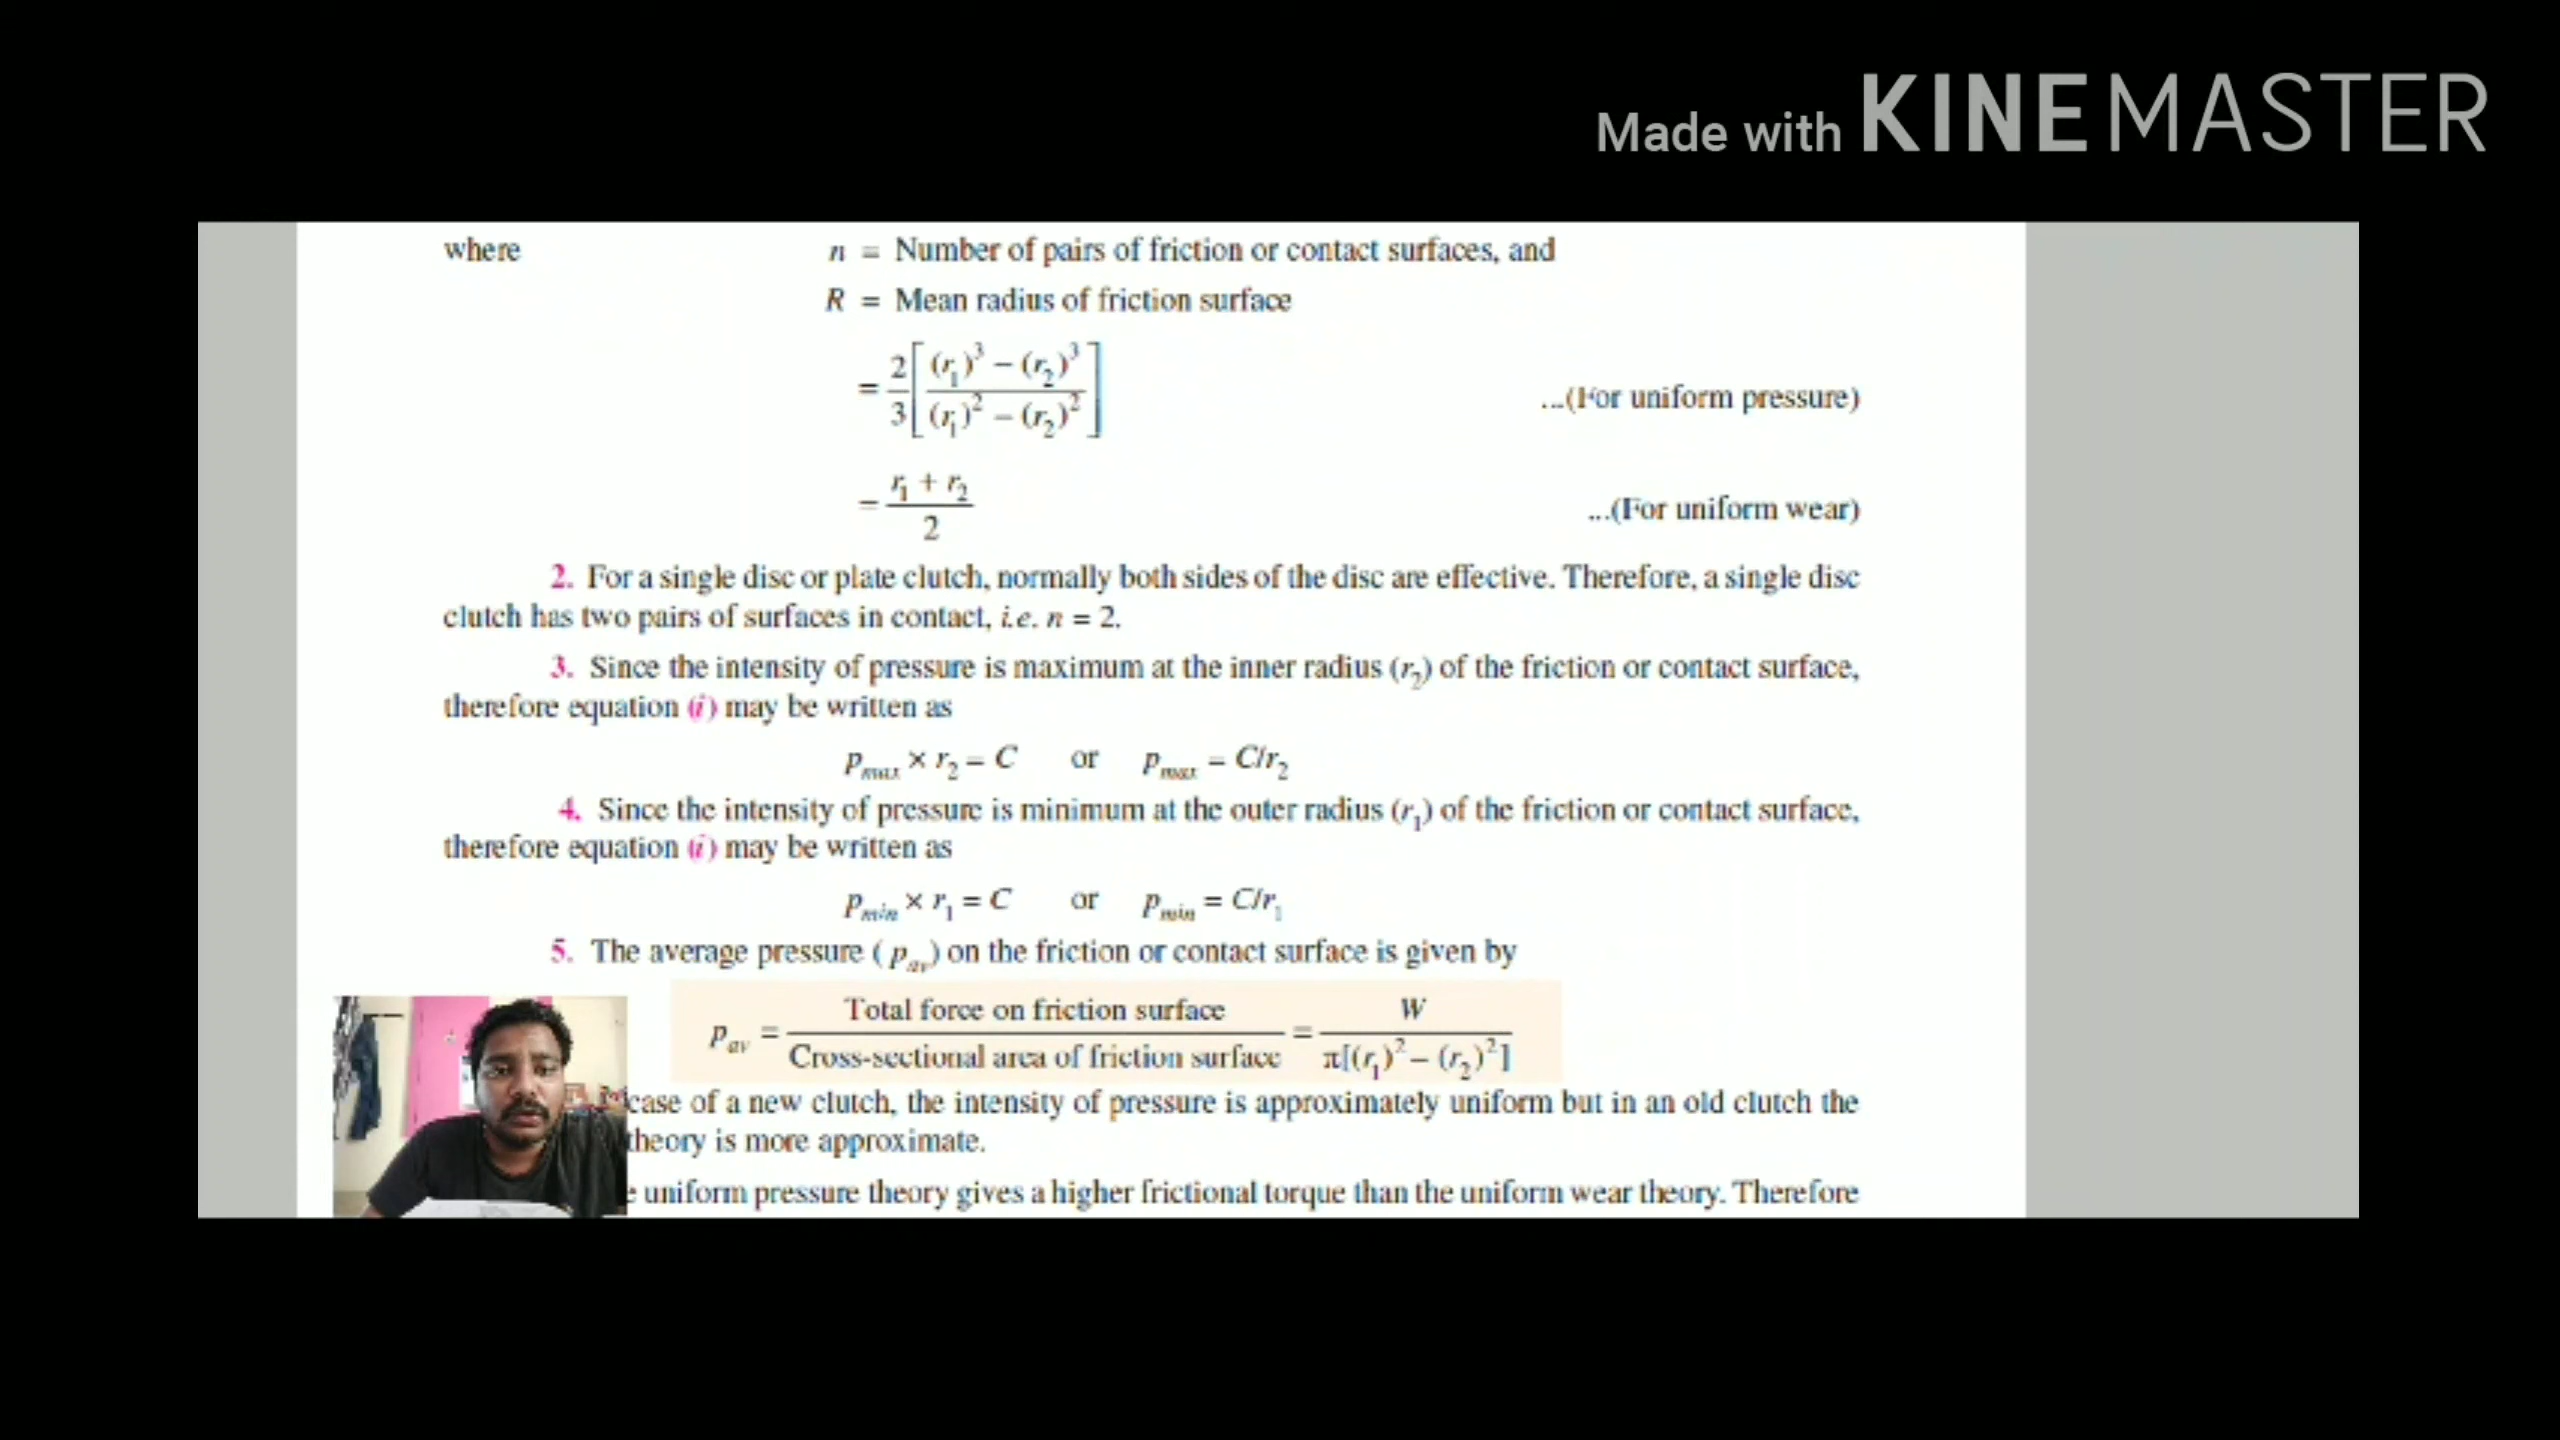 Made with KINEMASTER
where n = Number of pairs of friction or contact surfaces, and
R = Mean radius of friction surface
= 2/3 [ (r₁)³ – (r₂)³ / (r₁)² – (r₂)² ] ...(For uniform pressure)
= r₁ + r₂ / 2 ...(For uniform wear)
2. For a single disc or plate clutch, normally both sides of the disc are effective. Therefore, a single disc
clutch has two pairs of surfaces in contact, i.e. n = 2.
3. Since the intensity of pressure is maximum at the inner radius (r₂) of the friction or contact surface,
therefore equation (i) may be written as
p_max × r₂ = C or p_max = C/r₂
4. Since the intensity of pressure is minimum at the outer radius (r₁) of the friction or contact surface,
therefore equation (i) may be written as
p_min × r₁ = C or p_min = C/r₁
5. The average pressure (p_av) on the friction or contact surface is given by
p_av = Total force on friction surface / Cross-sectional area of friction surface = W / π[(r₁)² – (r₂)²]
case of a new clutch, the intensity of pressure is approximately uniform but in an old clutch the
theory is more approximate.
uniform pressure theory gives a higher frictional torque than the uniform wear theory. Therefore